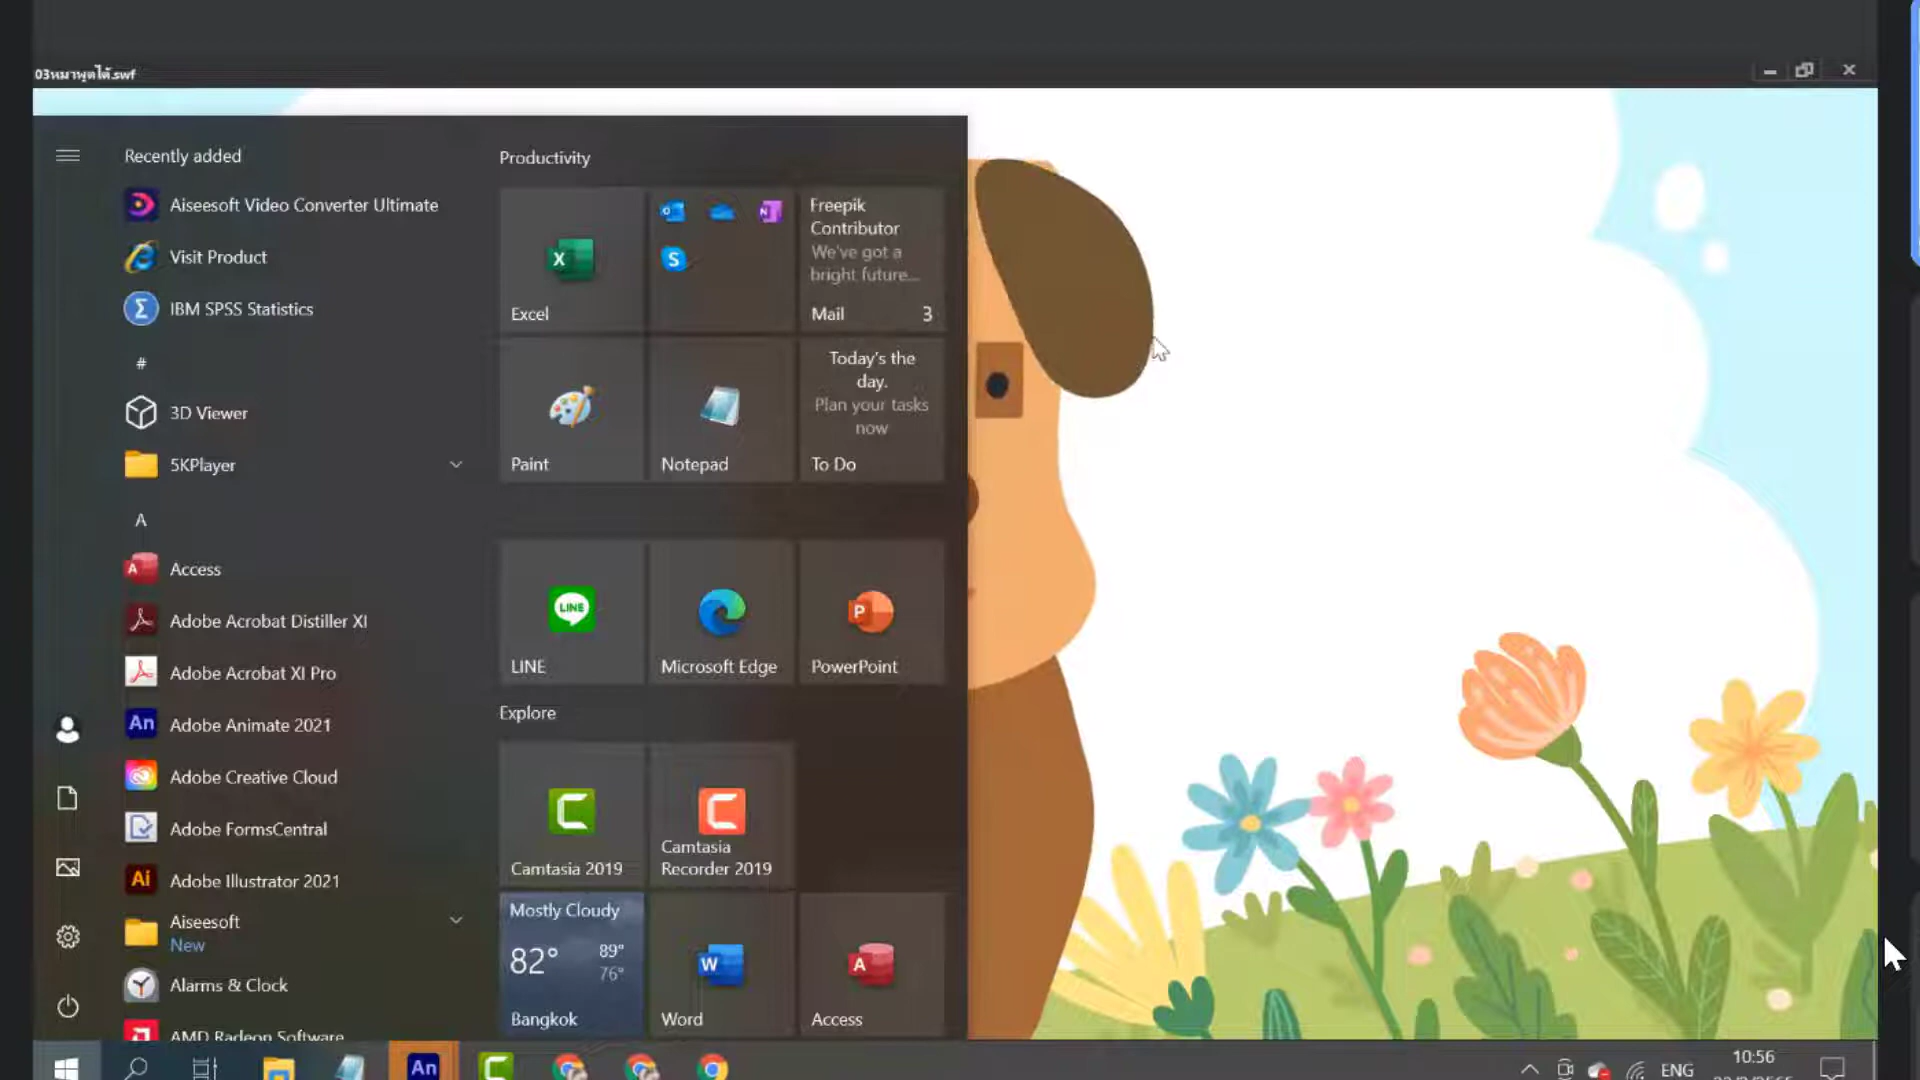 03หมาพูดได้.swf
Recently added
Aiseesoft Video Converter Ultimate
Visit Product
IBM SPSS Statistics
#
3D Viewer
5KPlayer
A
Access
Adobe Acrobat Distiller XI
Adobe Acrobat XI Pro
An
Adobe Animate 2021
Adobe Creative Cloud
Adobe FormsCentral
Ai
Adobe Illustrator 2021
Aiseesoft
New
Alarms & Clock
AMD Radeon Software
Productivity
Excel
Freepik
Contributor
We've got a
bright future...
Mail 3
Paint
Notepad
Today's the
day.
Plan your tasks
now
To Do
LINE
LINE
Microsoft Edge
PowerPoint
Explore
Camtasia 2019
Camtasia
Recorder 2019
Mostly Cloudy
82° 89°
76°
Bangkok
Word
Access
An
ENG
10:56